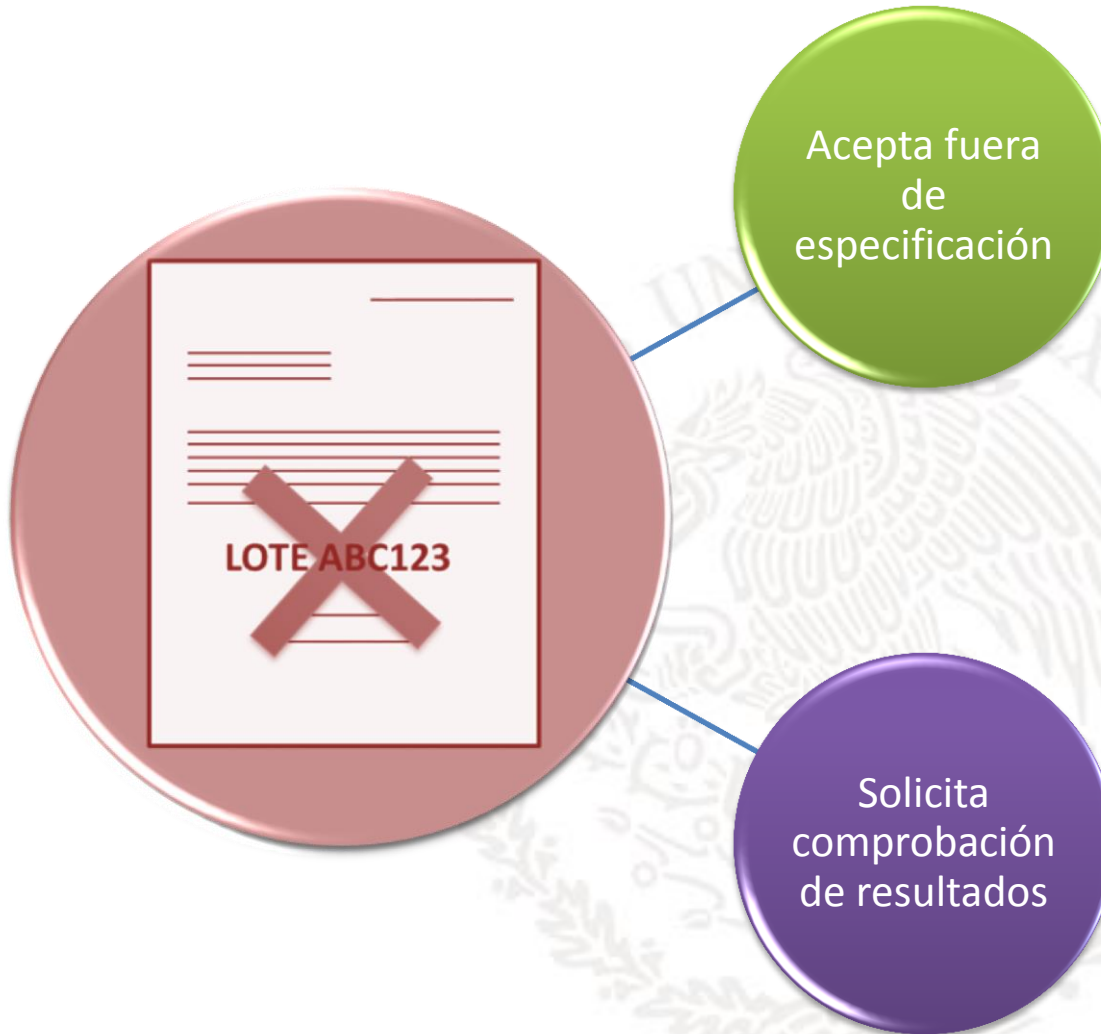 Acepta fuera
de
especificación
LOTE ABC123
Solicita
comprobación
de resultados